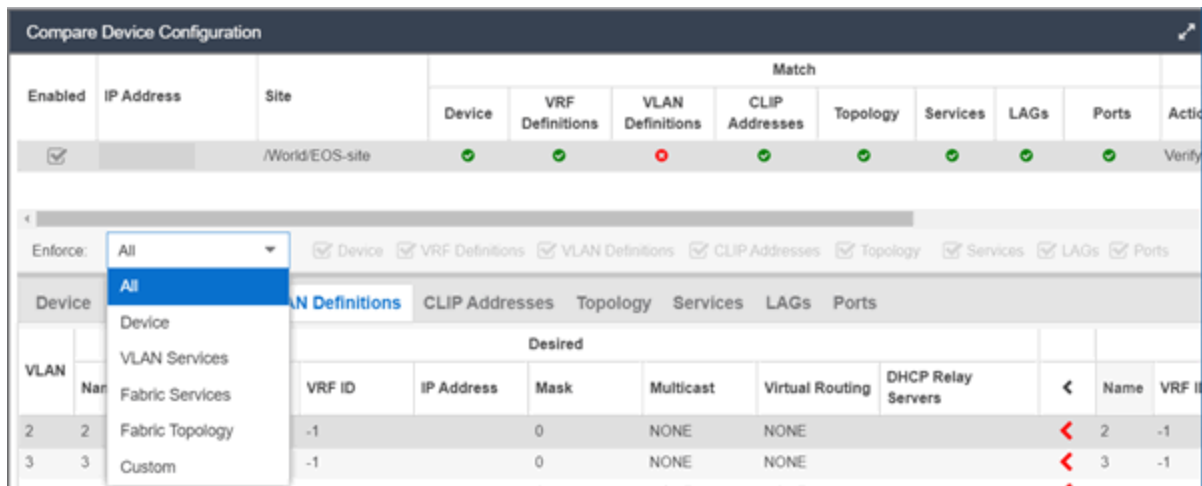 Compare Device Configuration
Match
Enabled IP Address Site
Device VRF Definitions VLAN Definitions CLIP Addresses Topology Services LAGs Ports
/World/EOS-site Verify
Enforce: All Device VRF Definitions VLAN Definitions CLIP Addresses Topology Services LAGs Ports
All
Device
VLAN Services
Fabric Services
Fabric Topology
Custom
Device Definitions CLIP Addresses Topology Services LAGs Ports
Desired
VLAN VRF ID IP Address Mask Multicast Virtual Routing DHCP Relay Servers < Name VRF
2 2 -1 0 NONE NONE 2 -1
3 3 -1 0 NONE NONE 3 -1